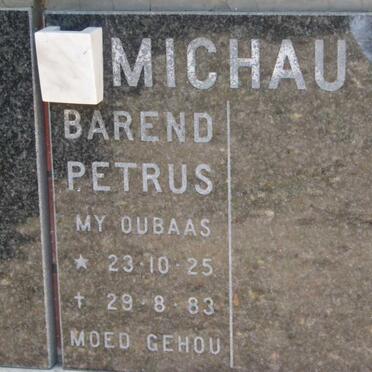 MICHAU
BAREND
PETRUS
MY OUBAAS
★ 23·10·25
† 29·8·83
MOED GEHOU